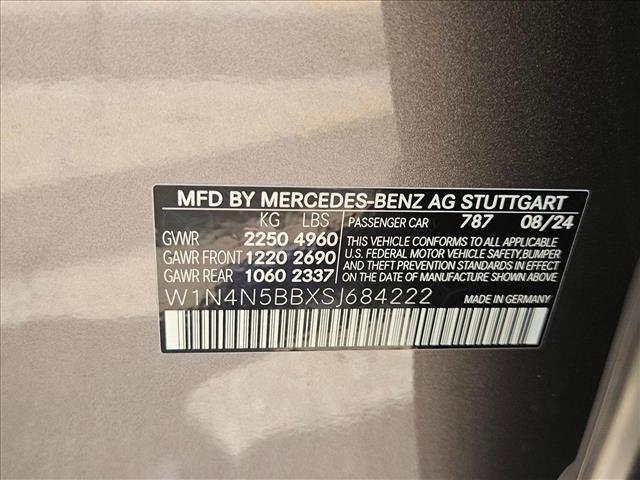 MFD BY MERCEDES-BENZ AG STUTTGART
KG LBS PASSENGER CAR 787 08/24
GVWR 2250 4960 THIS VEHICLE CONFORMS TO ALL APPLICABLE
GAWR FRONT 1220 2690 U.S. FEDERAL MOTOR VEHICLE SAFETY, BUMPER
GAWR REAR 1060 2337 AND THEFT PREVENTION STANDARDS IN EFFECT
ON THE DATE OF MANUFACTURE SHOWN ABOVE.
W1N4N5BBXSJ684222 MADE IN GERMANY